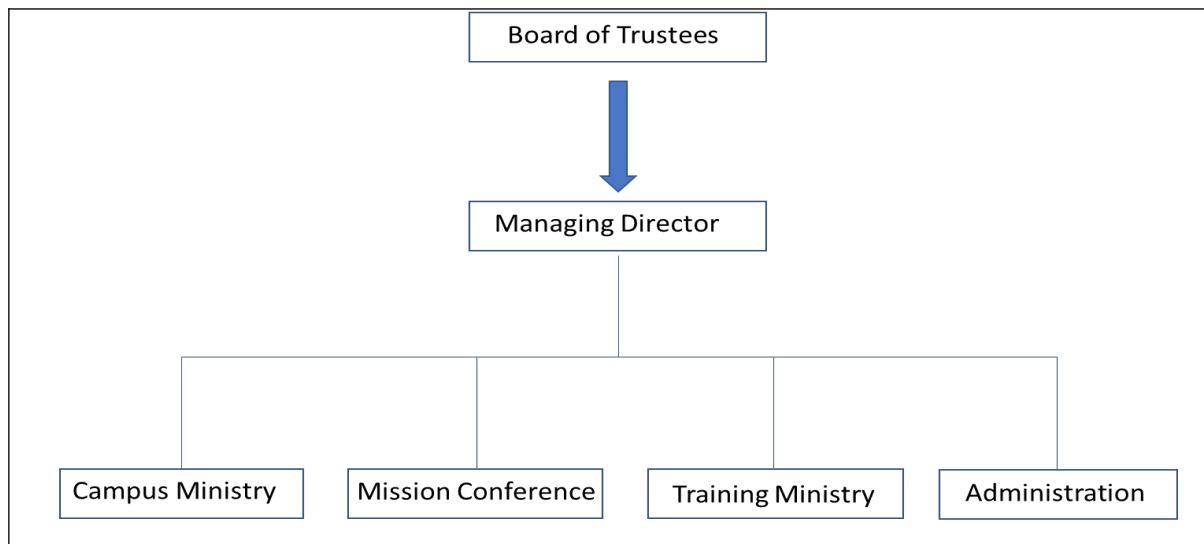 Board of Trustees
Managing Director
Campus Ministry
Mission Conference
Training Ministry
Administration